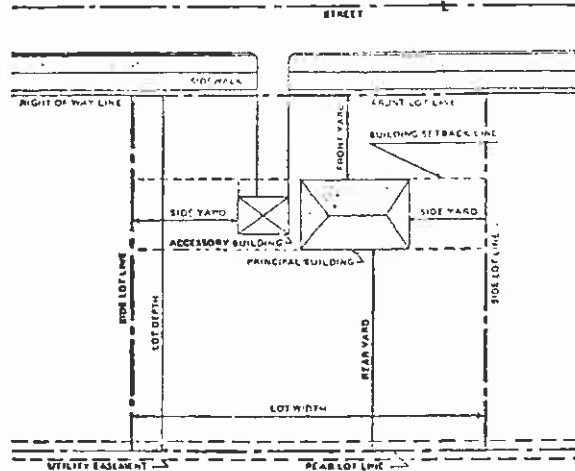 STREET
SIDEWALK
RIGHT OF WAY LINE
FRONT LOT LINE
FRONT YARD
BUILDING SETBACK LINE
SIDE YARD
SIDE YARD
ACCESSORY BUILDING
PRINCIPAL BUILDING
SIDE LOT LINE
LOT DEPTH
REAR YARD
SIDE LOT LINE
LOT WIDTH
UTILITY EASEMENT
REAR LOT LINE